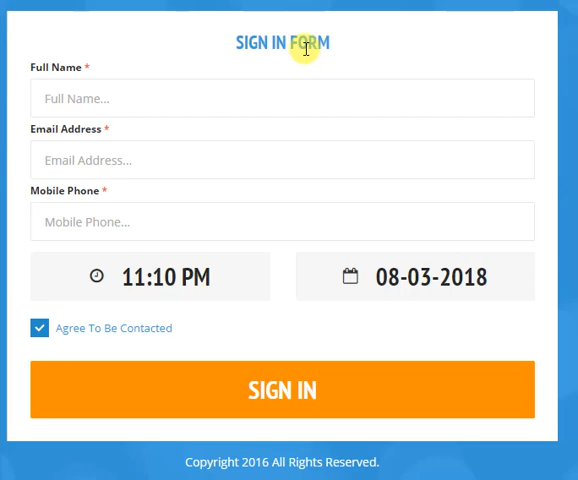 SIGN IN FORM
Full Name *
Full Name...
Email Address *
Email Address...
Mobile Phone *
Mobile Phone...
11:10 PM 08-03-2018
Agree To Be Contacted
SIGN IN
Copyright 2016 All Rights Reserved.